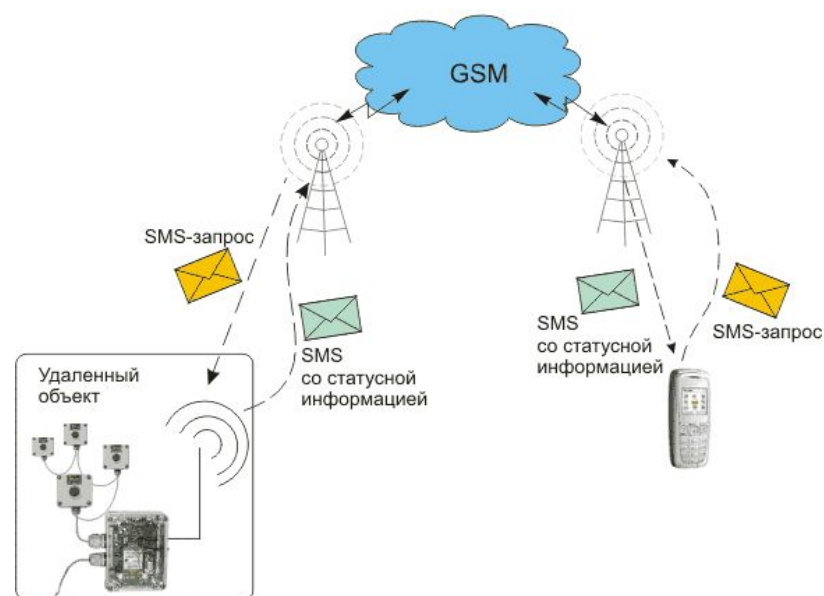 GSM
SMS-запрос
SMS
со статусной
информацией
SMS
со статусной
информацией
SMS-запрос
Удаленный
объект